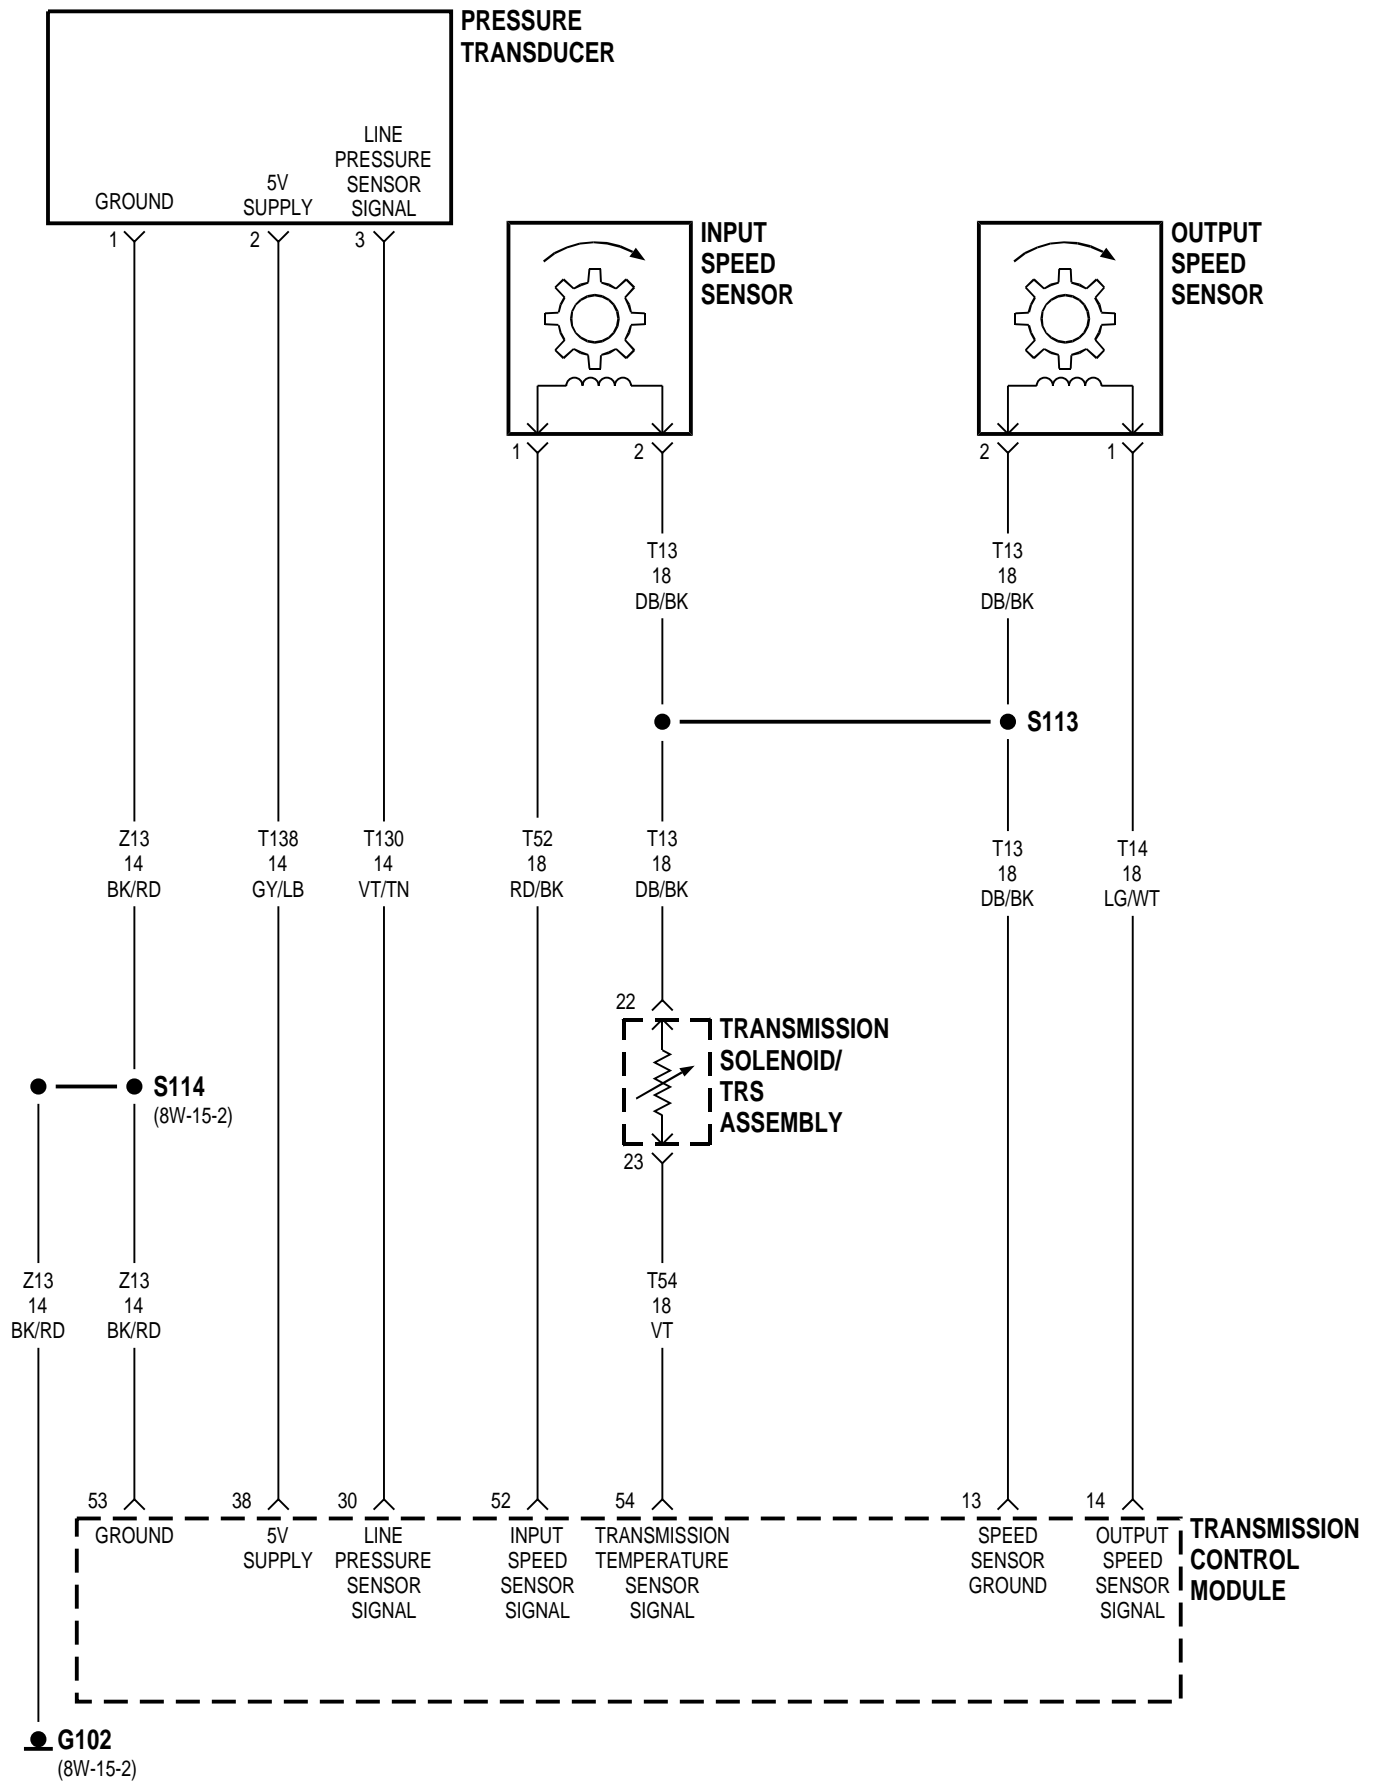 PRESSURE
TRANSDUCER
LINE
PRESSURE
SENSOR
SIGNAL
5V
SUPPLY
GROUND
1
2
3
INPUT
SPEED
SENSOR
OUTPUT
SPEED
SENSOR
1
2
2
1
T13
18
DB/BK
T13
18
DB/BK
S113
Z13
14
BK/RD
T138
14
GY/LB
T130
14
VT/TN
T52
18
RD/BK
T13
18
DB/BK
T13
18
DB/BK
T14
18
LG/WT
22
TRANSMISSION
SOLENOID/
TRS
ASSEMBLY
23
S114
(8W-15-2)
Z13
14
BK/RD
Z13
14
BK/RD
T54
18
VT
53
38
30
52
54
13
14
GROUND
5V
SUPPLY
LINE
PRESSURE
SENSOR
SIGNAL
INPUT
SPEED
SENSOR
SIGNAL
TRANSMISSION
TEMPERATURE
SENSOR
SIGNAL
SPEED
SENSOR
GROUND
OUTPUT
SPEED
SENSOR
SIGNAL
TRANSMISSION
CONTROL
MODULE
G102
(8W-15-2)